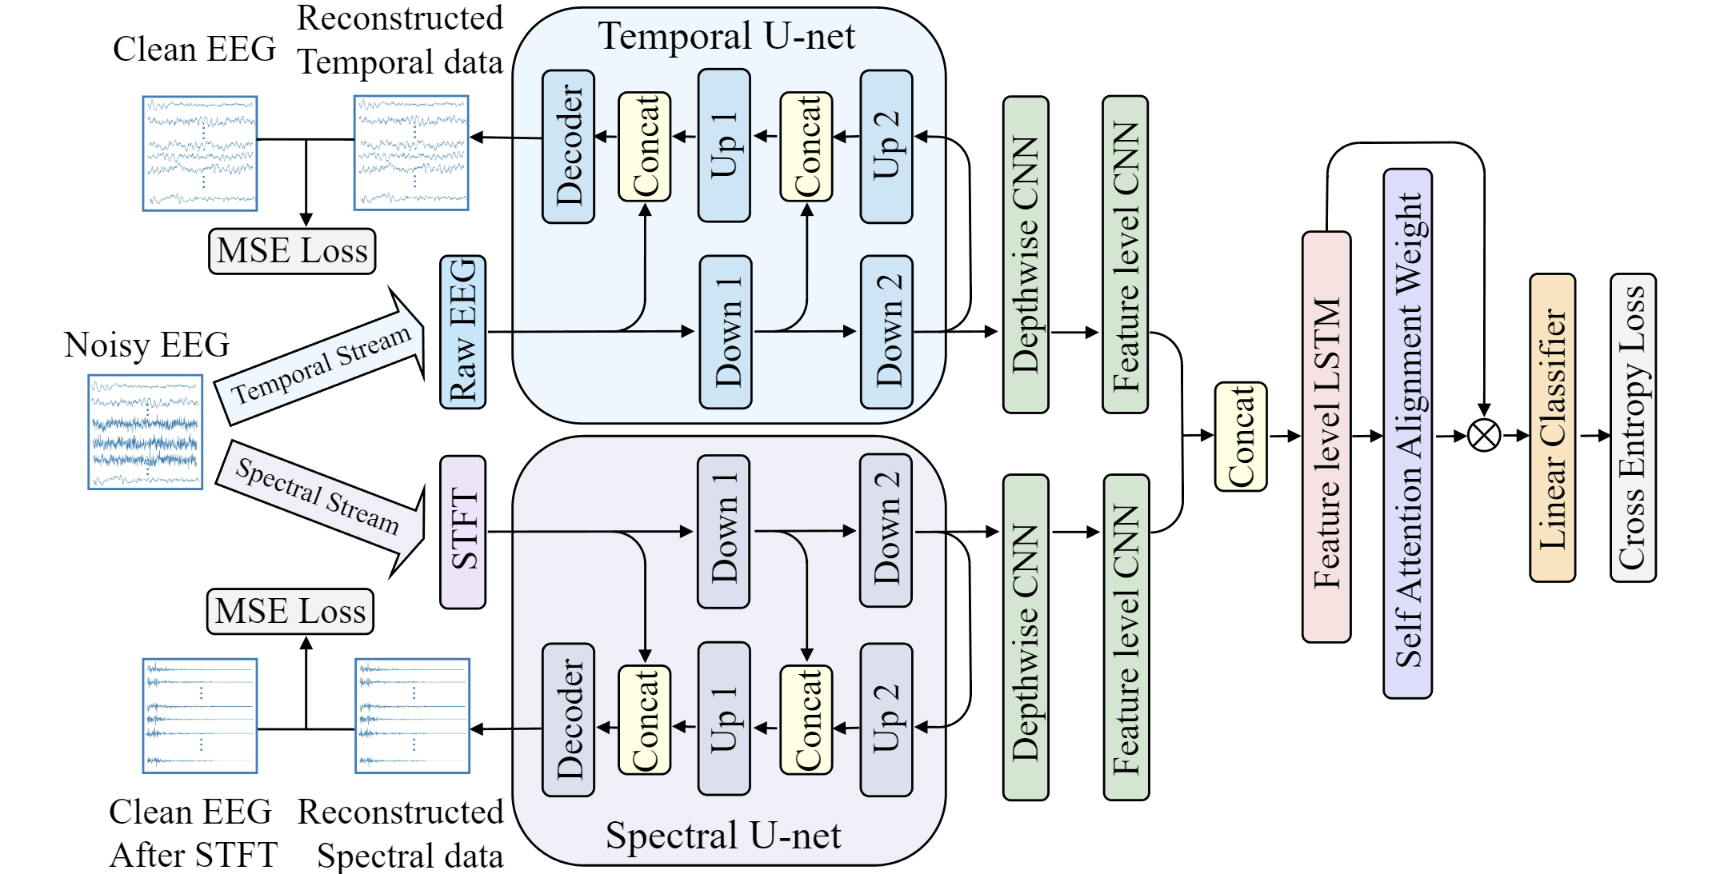 Clean EEG
Reconstructed
Temporal data
MSE Loss
Noisy EEG
Temporal Stream
Spectral Stream
Raw EEG
STFT
Temporal U-net
Decoder
Concat
Up 1
Concat
Up 2
Down 1
Down 2
Depthwise CNN
Feature level CNN
Down 1
Down 2
Decoder
Concat
Up 1
Concat
Up 2
Spectral U-net
Depthwise CNN
Feature level CNN
MSE Loss
Clean EEG
After STFT
Reconstructed
Spectral data
Concat
Feature level LSTM
Self Attention Alignment Weight
Linear Classifier
Cross Entropy Loss